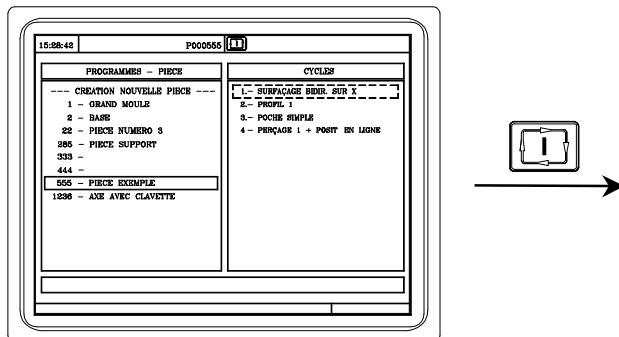 15:28:42 P000555
PROGRAMMES - PIECE
--- CREATION NOUVELLE PIECE ---
1 - GRAND MOULE
2 - BASE
22 - PIECE NUMERO 3
285 - PIECE SUPPORT
333 -
444 -
555 - PIECE EXEMPLE
1236 - AXE AVEC CLAVETTE
CYCLES
1.- SURFAÇAGE BIDIR. SUR X
2.- PROFIL 1
3.- POCHE SIMPLE
4 - PERÇAGE 1 + POSIT EN LIGNE